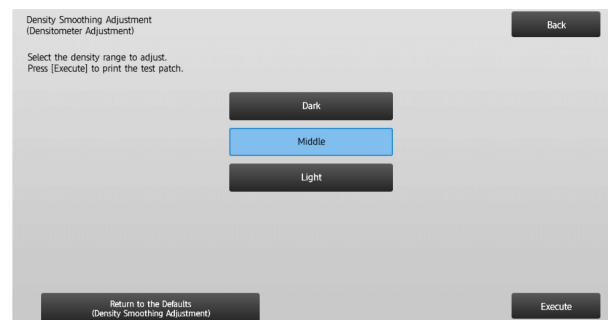 Density Smoothing Adjustment
(Densitometer Adjustment)
Back
Select the density range to adjust.
Press [Execute] to print the test patch.
Dark
Middle
Light
Return to the Defaults
(Density Smoothing Adjustment)
Execute